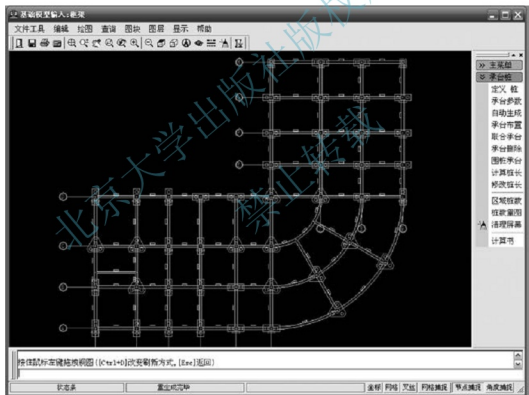 基础模型输入:桩筏
文件工具 编辑 绘图 查询 图块 图层 显示 帮助
>> 主菜单
承台桩
定义 桩
承台参数
自动生成
承台布置
联合承台
承台删除
围桩承台
计算桩长
修改桩长
区域桩数
桩数量图
清理屏幕
计算书
北京大学出版社版权
禁止转载
按住鼠标左键拖放视图([Ctrl+D]改变刷新方式,[Esc]返回)
状态条 重生成完毕 坐标 网格 叉丝 网格捕捉 节点捕捉 角度捕捉